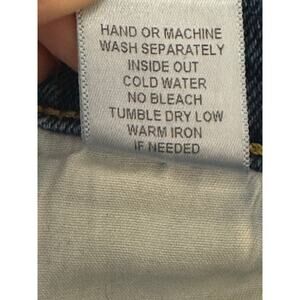 HAND OR MACHINE
WASH SEPARATELY
INSIDE OUT
COLD WATER
NO BLEACH
TUMBLE DRY LOW
WARM IRON
IF NEEDED